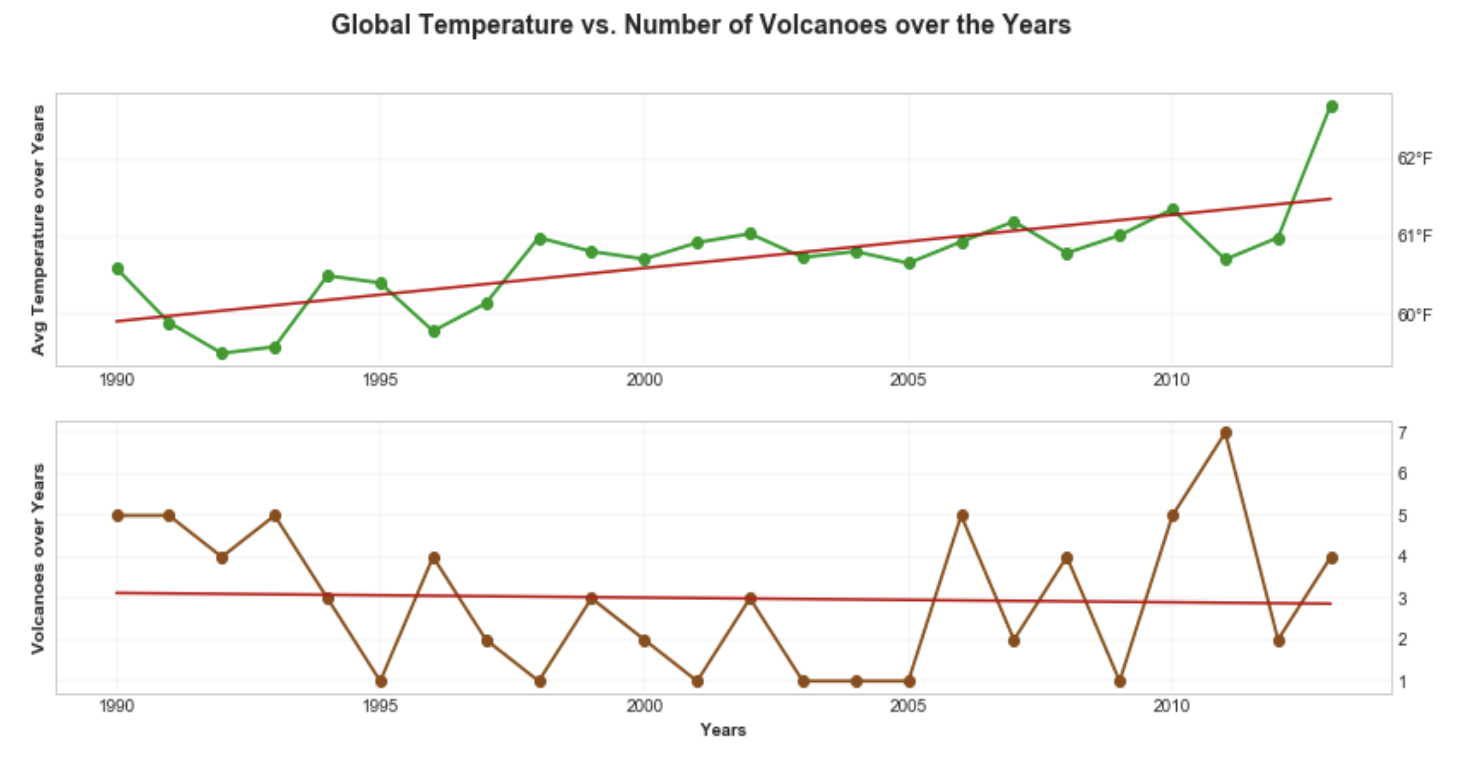 Global Temperature vs. Number of Volcanoes over the Years
Avg Temperature over Years
62°F
61°F
60°F
1990 1995 2000 2005 2010
Volcanoes over Years
7
6
5
4
3
2
1
1990 1995 2000 2005 2010
Years